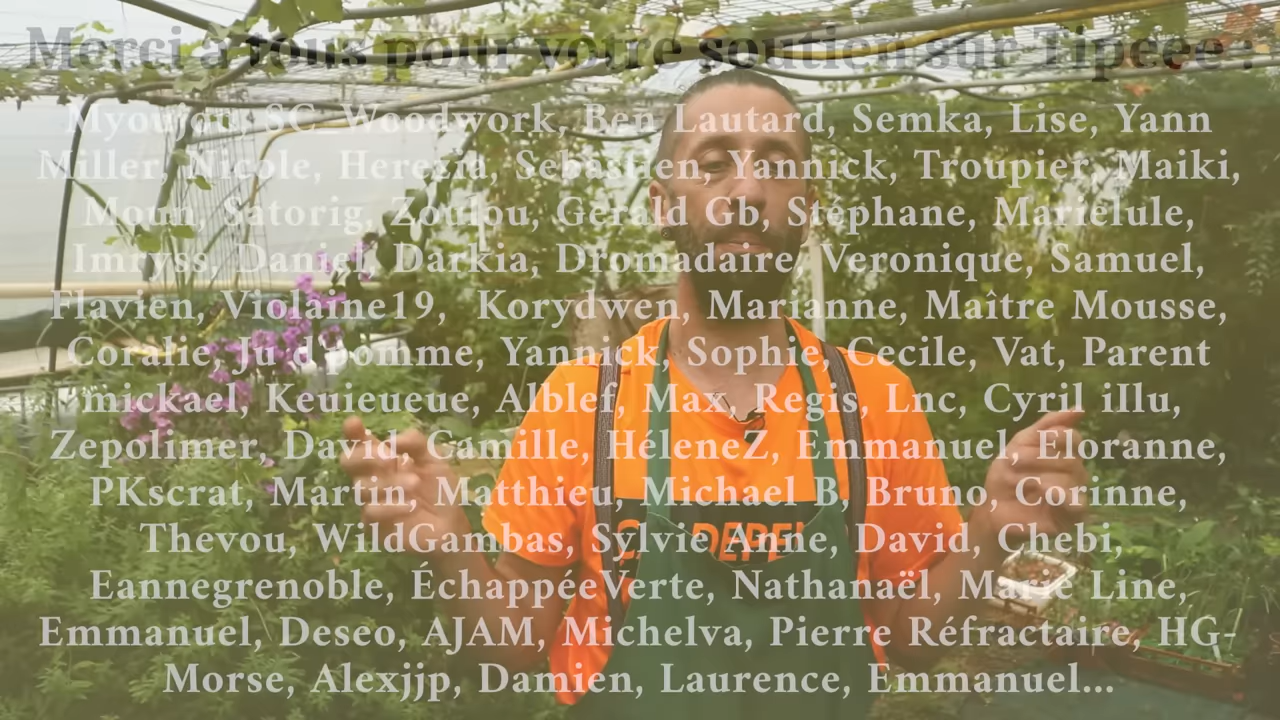 Merci à tous pour votre soutien sur Tipeee !
Myoujou, SC Woodwork, Ben Lautard, Semka, Lise, Yann
Miller, Nicole, Herezia, Sebastien, Yannick, Troupier, Maiki,
Moun, Satorig, Zoulou, Gerald Gb, Stéphane, Marielule,
Imryss, Daniel, Darkia, Dromadaire, Veronique, Samuel,
Flavien, Violaine19, Korydwen, Marianne, Maître Mousse,
Coralie, Ju d'pomme, Yannick, Sophie, Cecile, Vat, Parent
mickael, Keuieueue, Alblef, Max, Regis, Lnc, Cyril iIlu,
Zepolimer, David, Camille, HéleneZ, Emmanuel, Eloranne,
PKscrat, Martin, Matthieu, Michael B, Bruno, Corinne,
Thevou, WildGambas, Sylvie Anne, David, Chebi,
Eannegrenoble, ÉchappéeVerte, Nathanaël, Marie Line,
Emmanuel, Deseo, AJAM, Michelva, Pierre Réfractaire, HG-
Morse, Alexjjp, Damien, Laurence, Emmanuel...